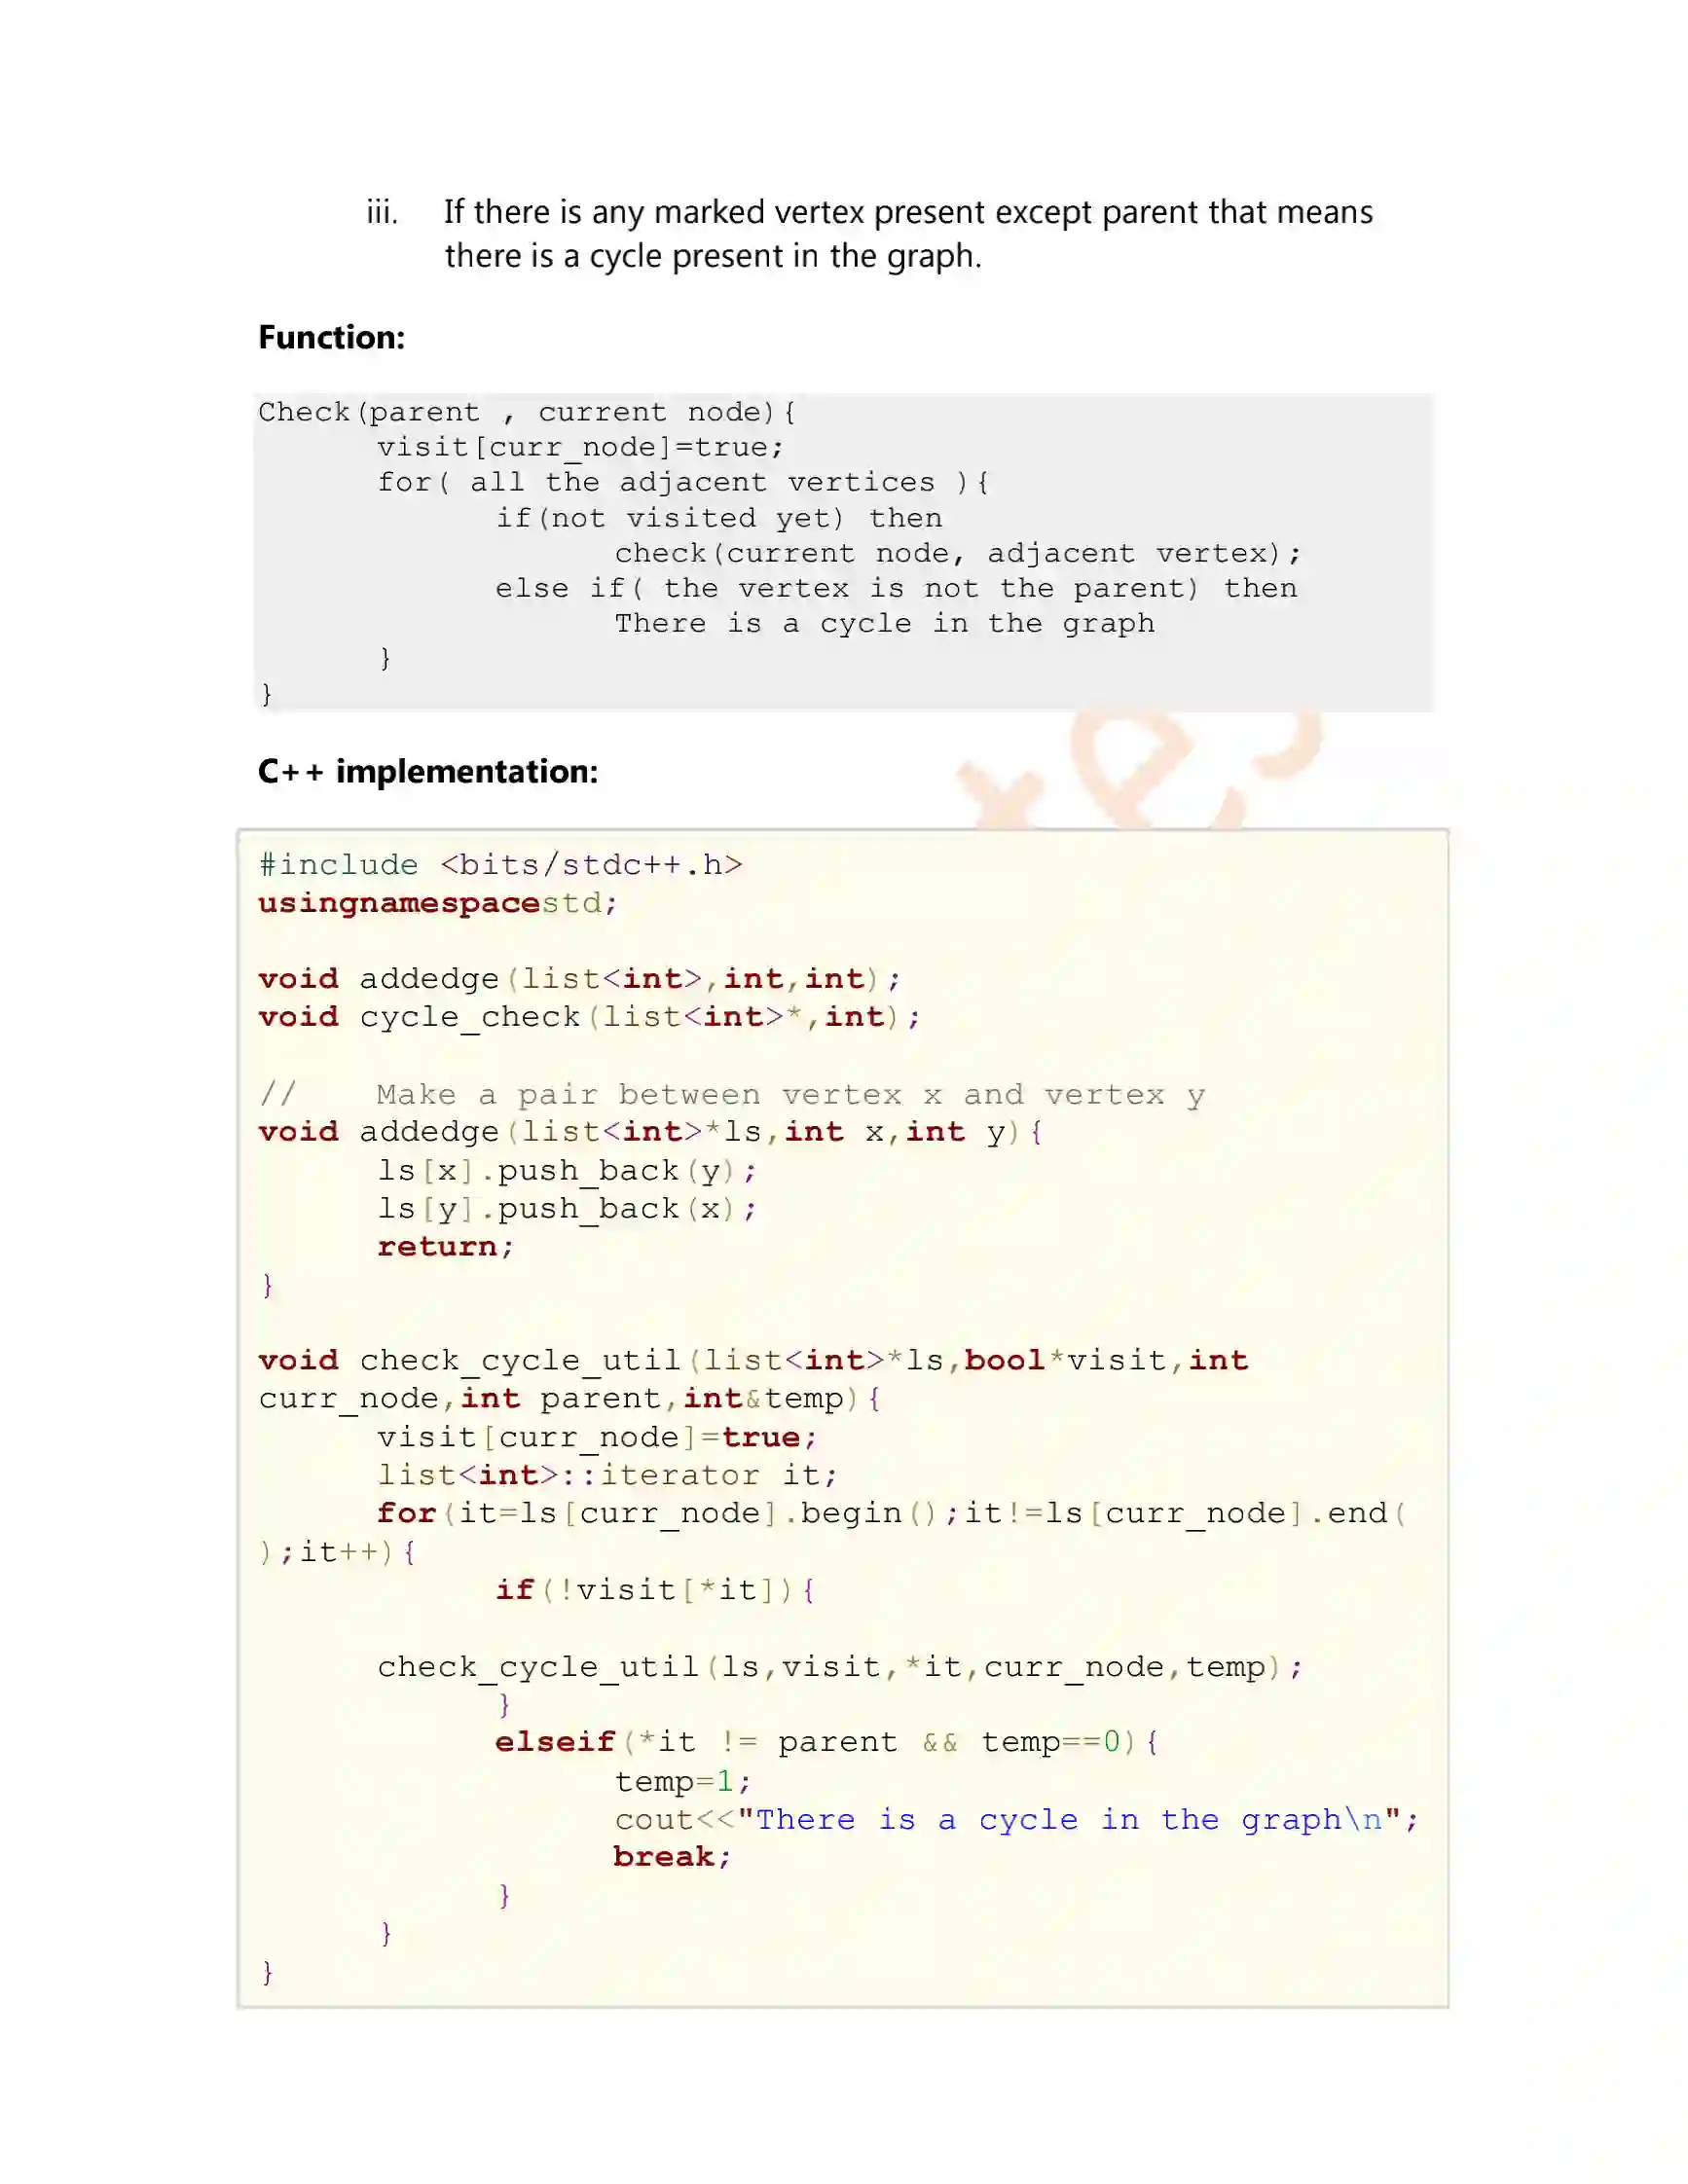 iii. If there is any marked vertex present except parent that means
there is a cycle present in the graph.
Function:
Check(parent , current node){
visit[curr_node]=true;
for( all the adjacent vertices ){
if(not visited yet) then
check(current node, adjacent vertex);
else if( the vertex is not the parent) then
There is a cycle in the graph
}
}
C++ implementation:
#include <bits/stdc++.h>
usingnamespacestd;
void addedge(list<int>,int,int);
void cycle_check(list<int>*,int);
// Make a pair between vertex x and vertex y
void addedge(list<int>*ls,int x,int y){
ls[x].push_back(y);
ls[y].push_back(x);
return;
}
void check_cycle_util(list<int>*ls,bool*visit,int
curr_node,int parent,int&temp){
visit[curr_node]=true;
list<int>::iterator it;
for(it=ls[curr_node].begin();it!=ls[curr_node].end(
);it++){
if(!visit[*it]){
check_cycle_util(ls,visit,*it,curr_node,temp);
}
elseif(*it != parent && temp==0){
temp=1;
cout<<"There is a cycle in the graph\n";
break;
}
}
}